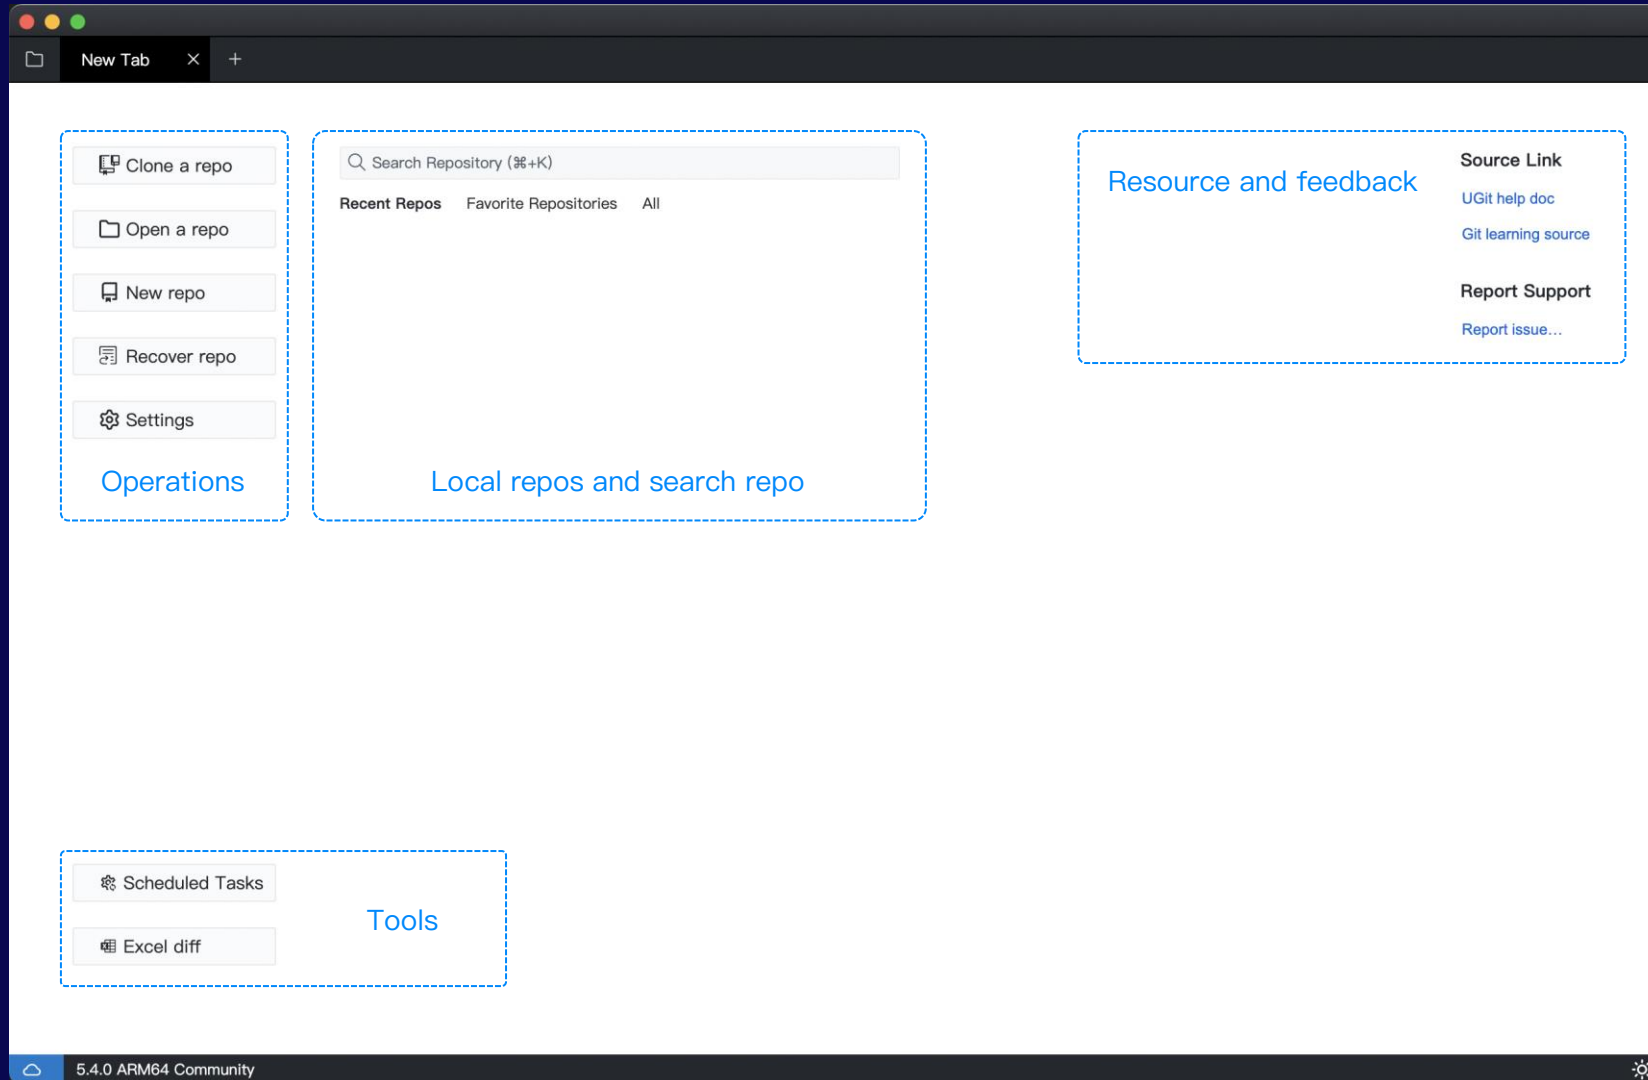 New Tab
Clone a repo
Open a repo
New repo
Recover repo
Settings
Operations
Search Repository (⌘+K)
Recent Repos Favorite Repositories All
Local repos and search repo
Resource and feedback
Source Link
UGit help doc
Git learning source
Report Support
Report issue...
Scheduled Tasks
Excel diff
Tools
5.4.0 ARM64 Community